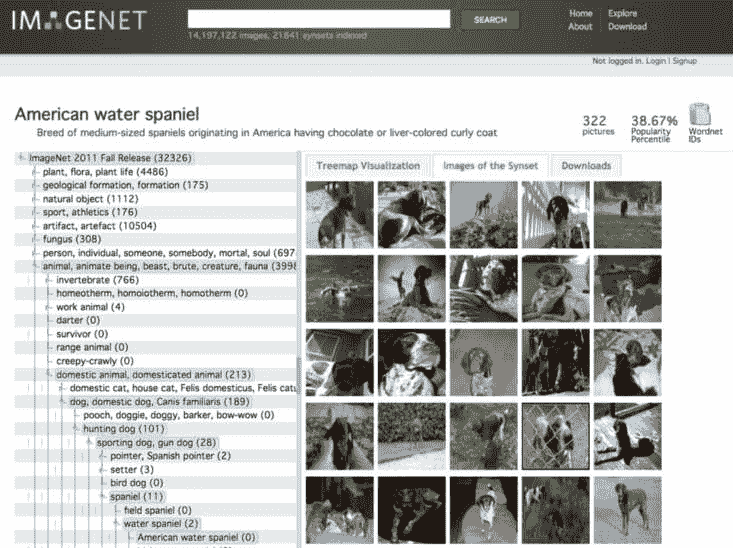 IMAGENET
SEARCH
14,197,122 images, 21841 synsets indexed
Home Explore
About Download
Not logged in. Login | Signup
American water spaniel
Breed of medium-sized spaniels originating in America having chocolate or liver-colored curly coat
322
pictures
38.67%
Popularity
Percentile
Wordnet
IDs
ImageNet 2011 Fall Release (32326)
plant, flora, plant life (4486)
geological formation, formation (175)
natural object (1112)
sport, athletics (176)
artifact, artefact (10504)
fungus (308)
person, individual, someone, somebody, mortal, soul (697
animal, animate being, beast, brute, creature, fauna (3998
invertebrate (766)
homeotherm, homoiotherm, homotherm (0)
work animal (4)
darter (0)
survivor (0)
range animal (0)
creepy-crawly (0)
domestic animal, domesticated animal (213)
domestic cat, house cat, Felis domesticus, Felis catu
dog, domestic dog, Canis familiaris (189)
pooch, doggie, doggy, barker, bow-wow (0)
hunting dog (101)
sporting dog, gun dog (28)
pointer, Spanish pointer (2)
setter (3)
bird dog (0)
spaniel (11)
field spaniel (0)
water spaniel (2)
American water spaniel (0)
Treemap Visualization
Images of the Synset
Downloads